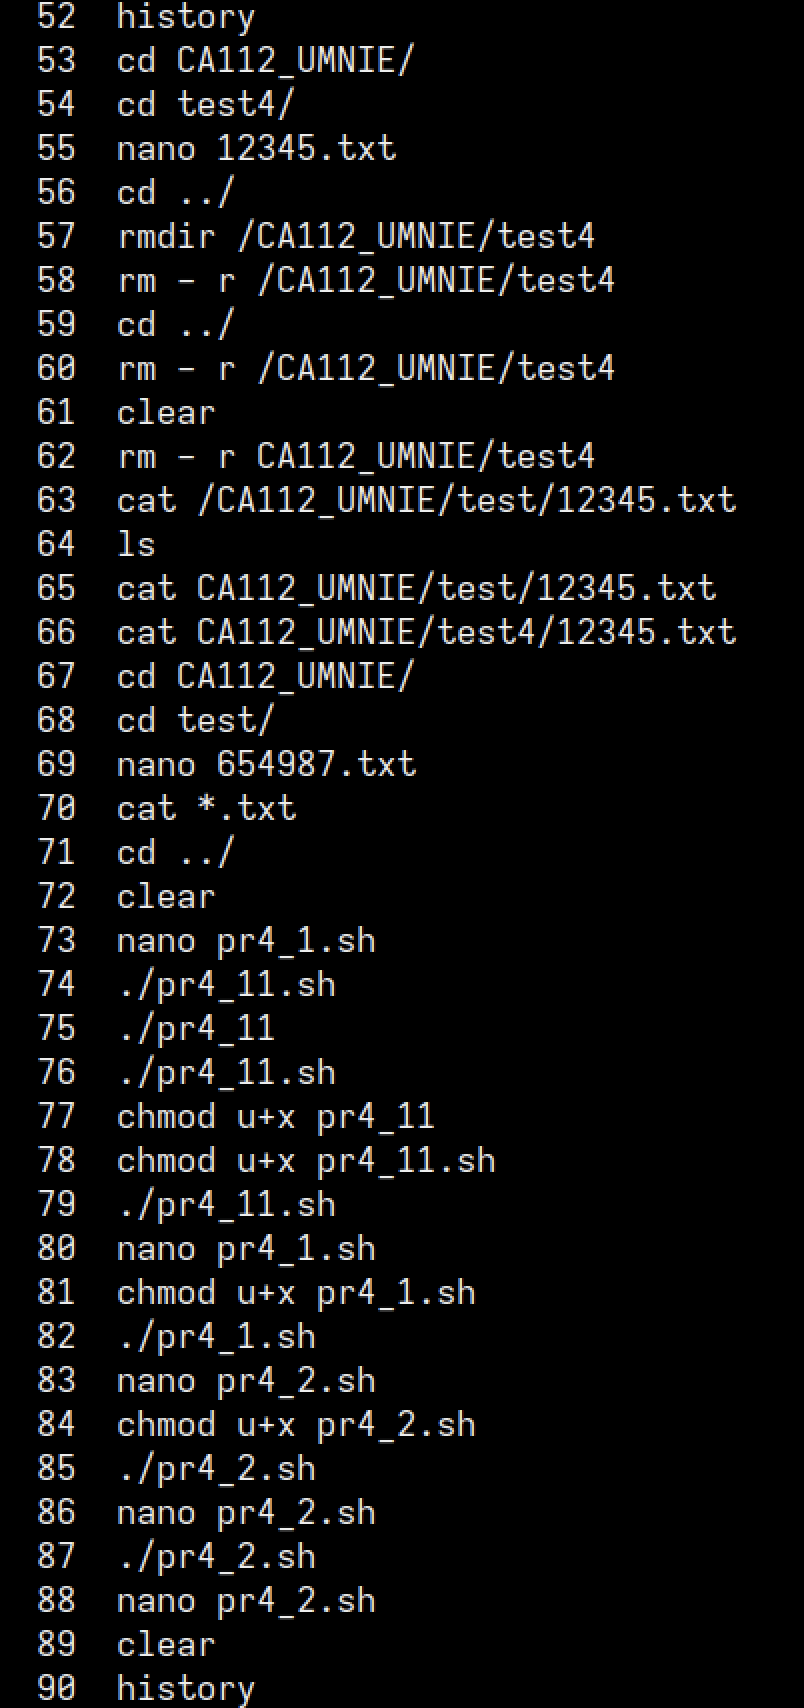 52 history
53 cd CA112_UMNIE/
54 cd test4/
55 nano 12345.txt
56 cd ../
57 rmdir /CA112_UMNIE/test4
58 rm - r /CA112_UMNIE/test4
59 cd ../
60 rm - r /CA112_UMNIE/test4
61 clear
62 rm - r CA112_UMNIE/test4
63 cat /CA112_UMNIE/test/12345.txt
64 ls
65 cat CA112_UMNIE/test/12345.txt
66 cat CA112_UMNIE/test4/12345.txt
67 cd CA112_UMNIE/
68 cd test/
69 nano 654987.txt
70 cat *.txt
71 cd ../
72 clear
73 nano pr4_1.sh
74 ./pr4_11.sh
75 ./pr4_11
76 ./pr4_11.sh
77 chmod u+x pr4_11
78 chmod u+x pr4_11.sh
79 ./pr4_11.sh
80 nano pr4_1.sh
81 chmod u+x pr4_1.sh
82 ./pr4_1.sh
83 nano pr4_2.sh
84 chmod u+x pr4_2.sh
85 ./pr4_2.sh
86 nano pr4_2.sh
87 ./pr4_2.sh
88 nano pr4_2.sh
89 clear
90 history